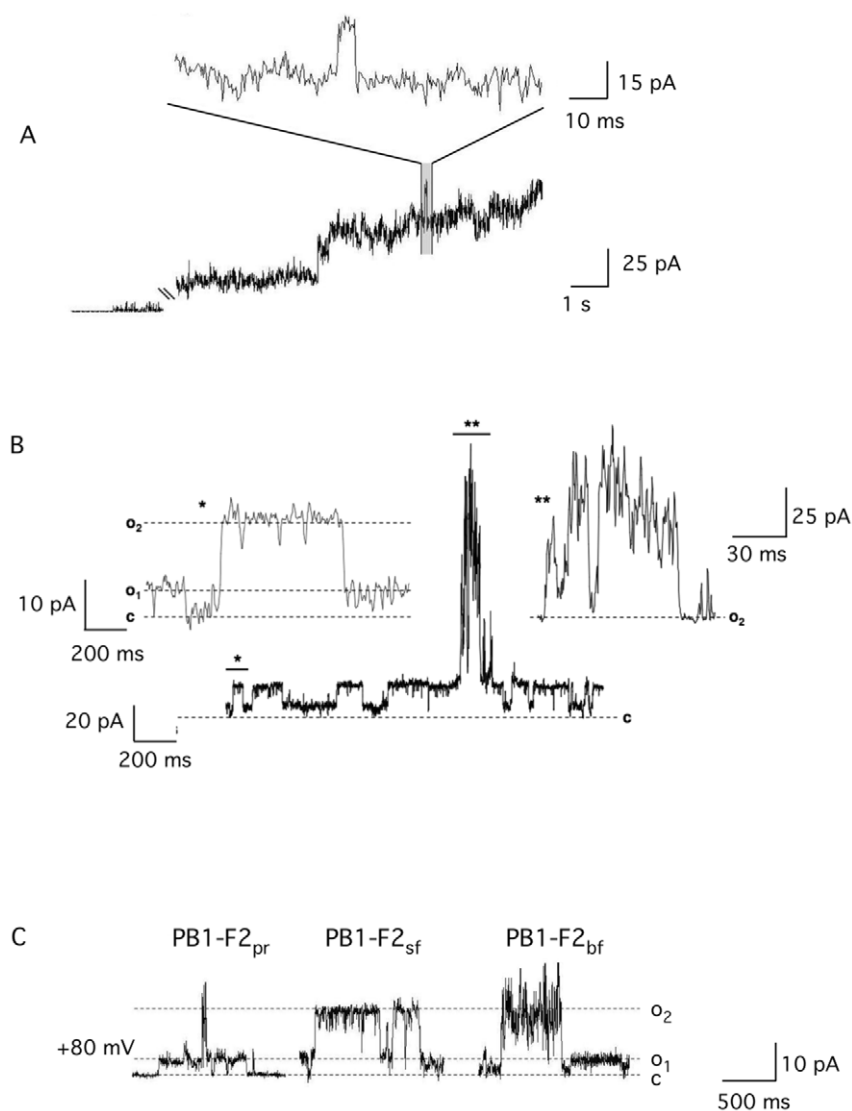 15 pA
10 ms
A
25 pA
1 s
B
**
*
**
o₂
25 pA
30 ms
o₁
10 pA
c
o₂
200 ms
*
20 pA
c
200 ms
C
PB1-F2pr PB1-F2sf PB1-F2bf
o₂
+80 mV
o₁
c
10 pA
500 ms